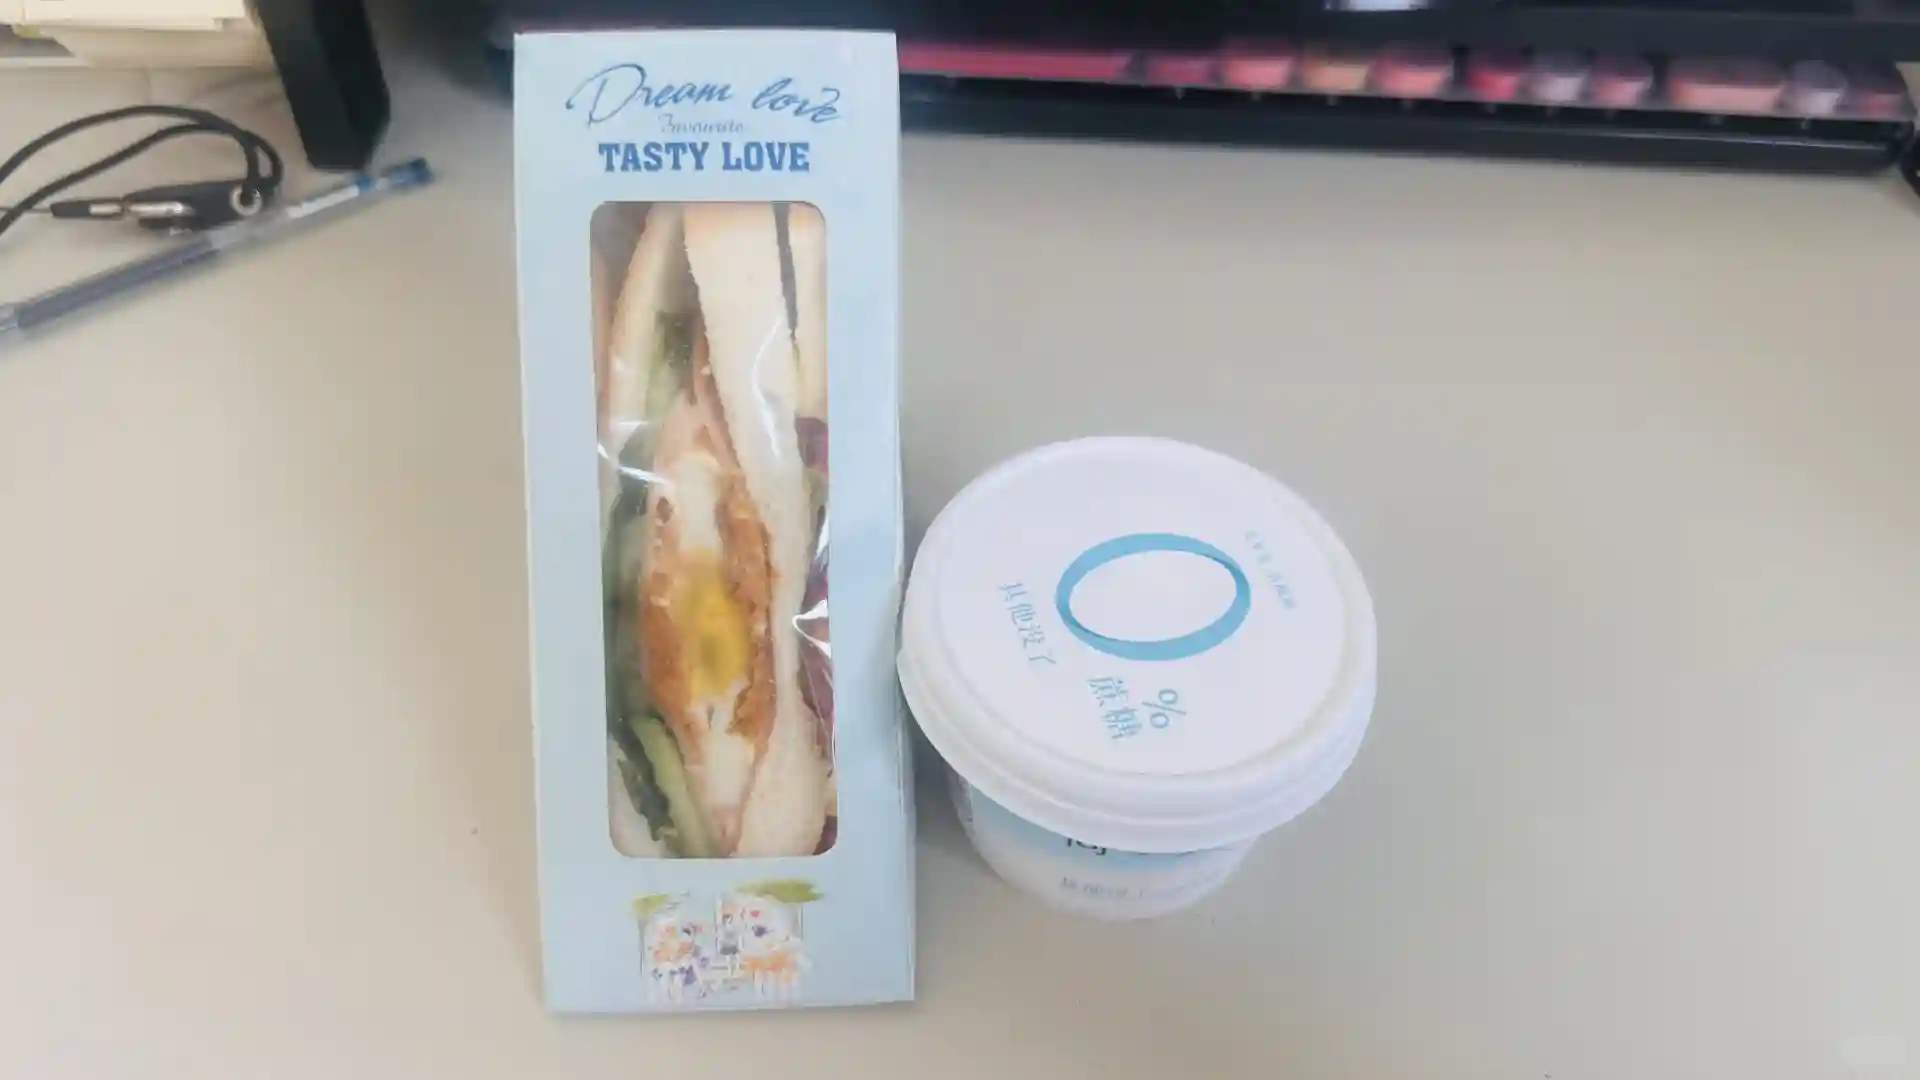 Dream love
Favourite
TASTY LOVE
其他没了
0
%
蔗糖